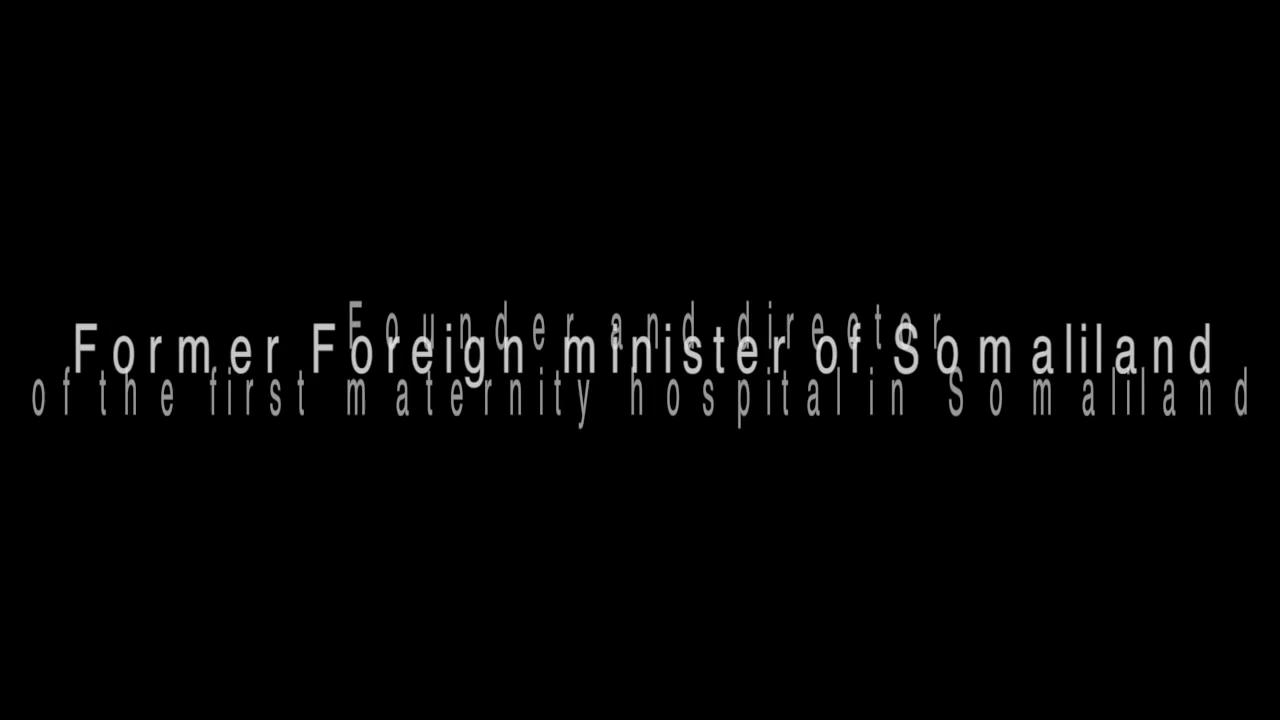 Founder and director
Former Foreign minister of Somaliland
of the first maternity hospital in Somaliland